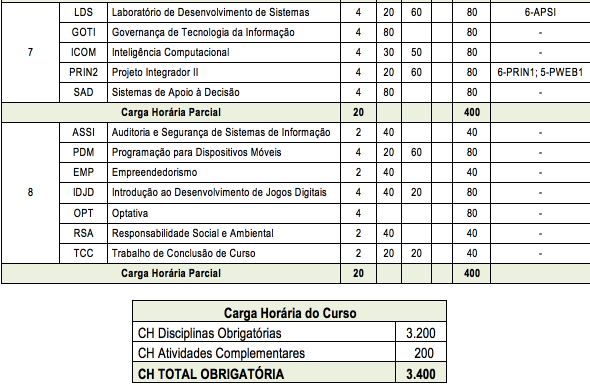 7
LDS Laboratório de Desenvolvimento de Sistemas 4 20 60 80 6-APSI
GOTI Governança de Tecnologia da Informação 4 80 80 -
ICOM Inteligência Computacional 4 30 50 80 -
PRIN2 Projeto Integrador II 4 20 60 80 6-PRIN1; 5-PWEB1
SAD Sistemas de Apoio à Decisão 4 80 80 -
Carga Horária Parcial 20 400
8
ASSI Auditoria e Segurança de Sistemas de Informação 2 40 40 -
PDM Programação para Dispositivos Móveis 4 20 60 80 -
EMP Empreendedorismo 2 40 40 -
IDJD Introdução ao Desenvolvimento de Jogos Digitais 4 40 20 80 -
OPT Optativa 4 80 -
RSA Responsabilidade Social e Ambiental 2 40 40 -
TCC Trabalho de Conclusão de Curso 2 20 20 40 -
Carga Horária Parcial 20 400
Carga Horária do Curso
CH Disciplinas Obrigatórias 3.200
CH Atividades Complementares 200
CH TOTAL OBRIGATÓRIA 3.400